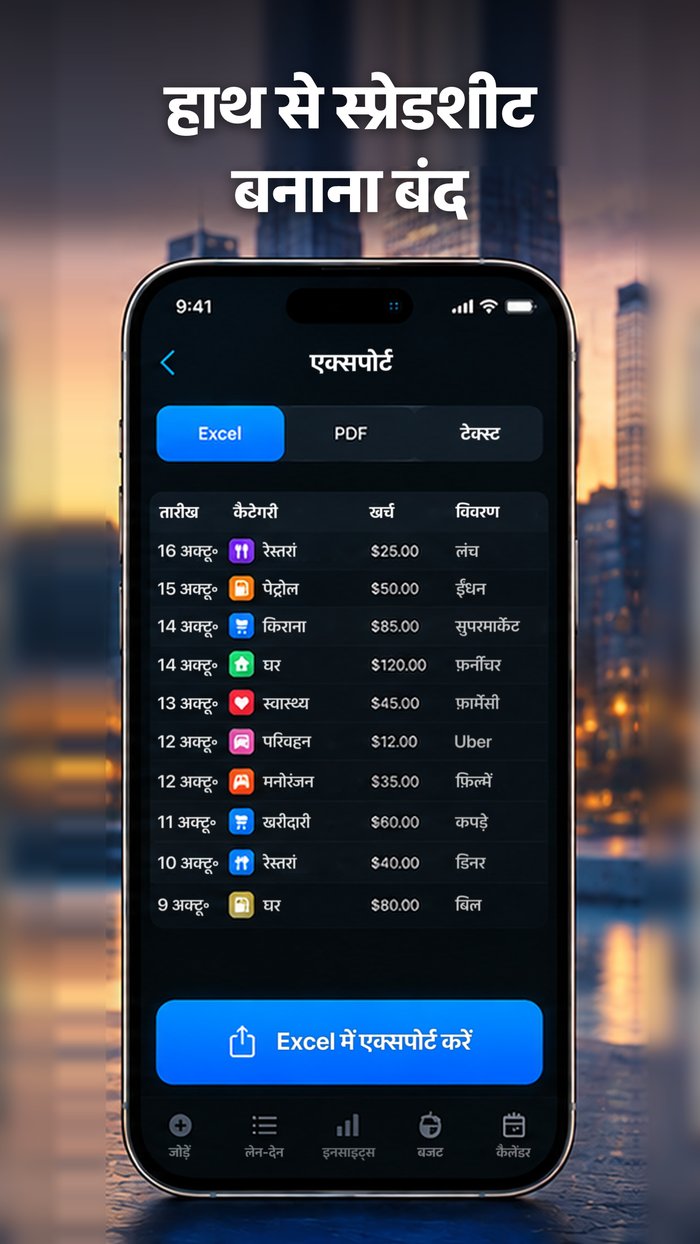 हाथ से स्प्रेडशीट
बनाना बंद
9:41
एक्सपोर्ट
Excel PDF टेक्स्ट
तारीख कैटेगरी खर्च विवरण
16 अक्टू॰ रेस्तरां $25.00 लंच
15 अक्टू॰ पेट्रोल $50.00 ईंधन
14 अक्टू॰ किराना $85.00 सुपरमार्केट
14 अक्टू॰ घर $120.00 फ़र्नीचर
13 अक्टू॰ स्वास्थ्य $45.00 फ़ार्मेसी
12 अक्टू॰ परिवहन $12.00 Uber
12 अक्टू॰ मनोरंजन $35.00 फ़िल्में
11 अक्टू॰ खरीदारी $60.00 कपड़े
10 अक्टू॰ रेस्तरां $40.00 डिनर
9 अक्टू॰ घर $80.00 बिल
Excel में एक्सपोर्ट करें
जोड़ें लेन-देन इनसाइट्स बजट कैलेंडर